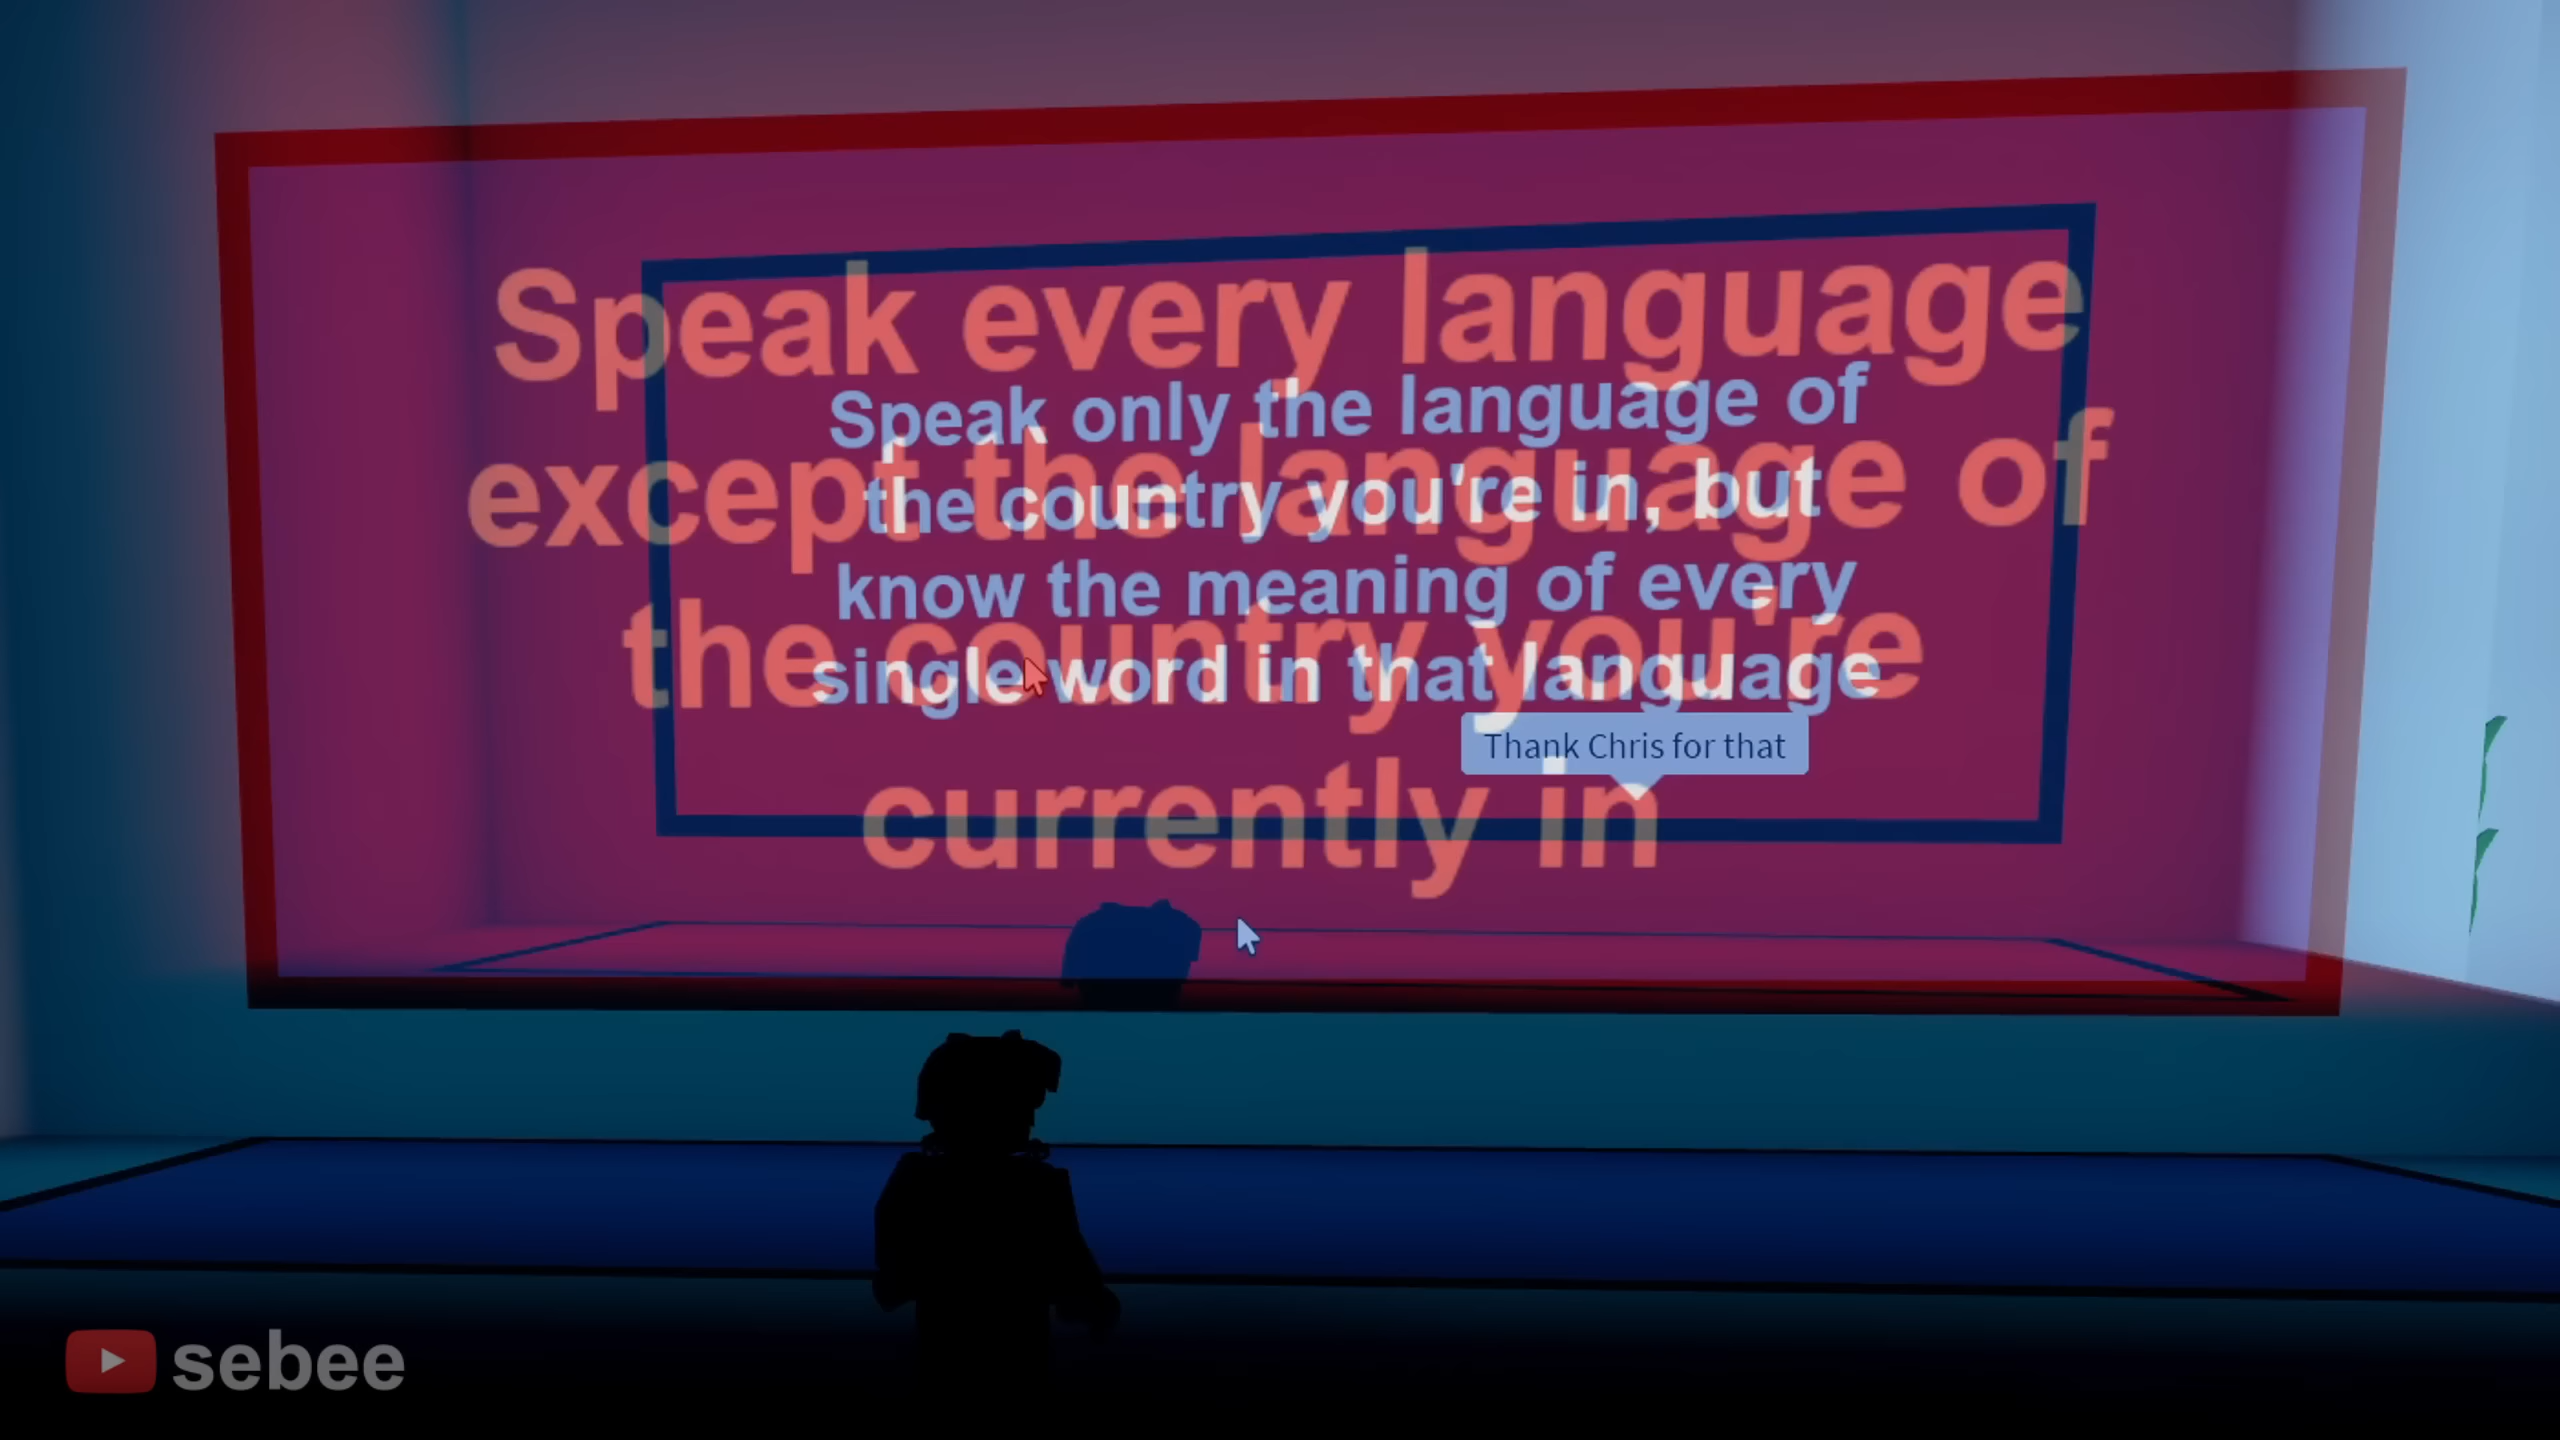 Speak every language
except the language of
the country you're
currently in
Speak only the language of
the country you're in, but
know the meaning of every
single word in that language
Thank Chris for that
sebee